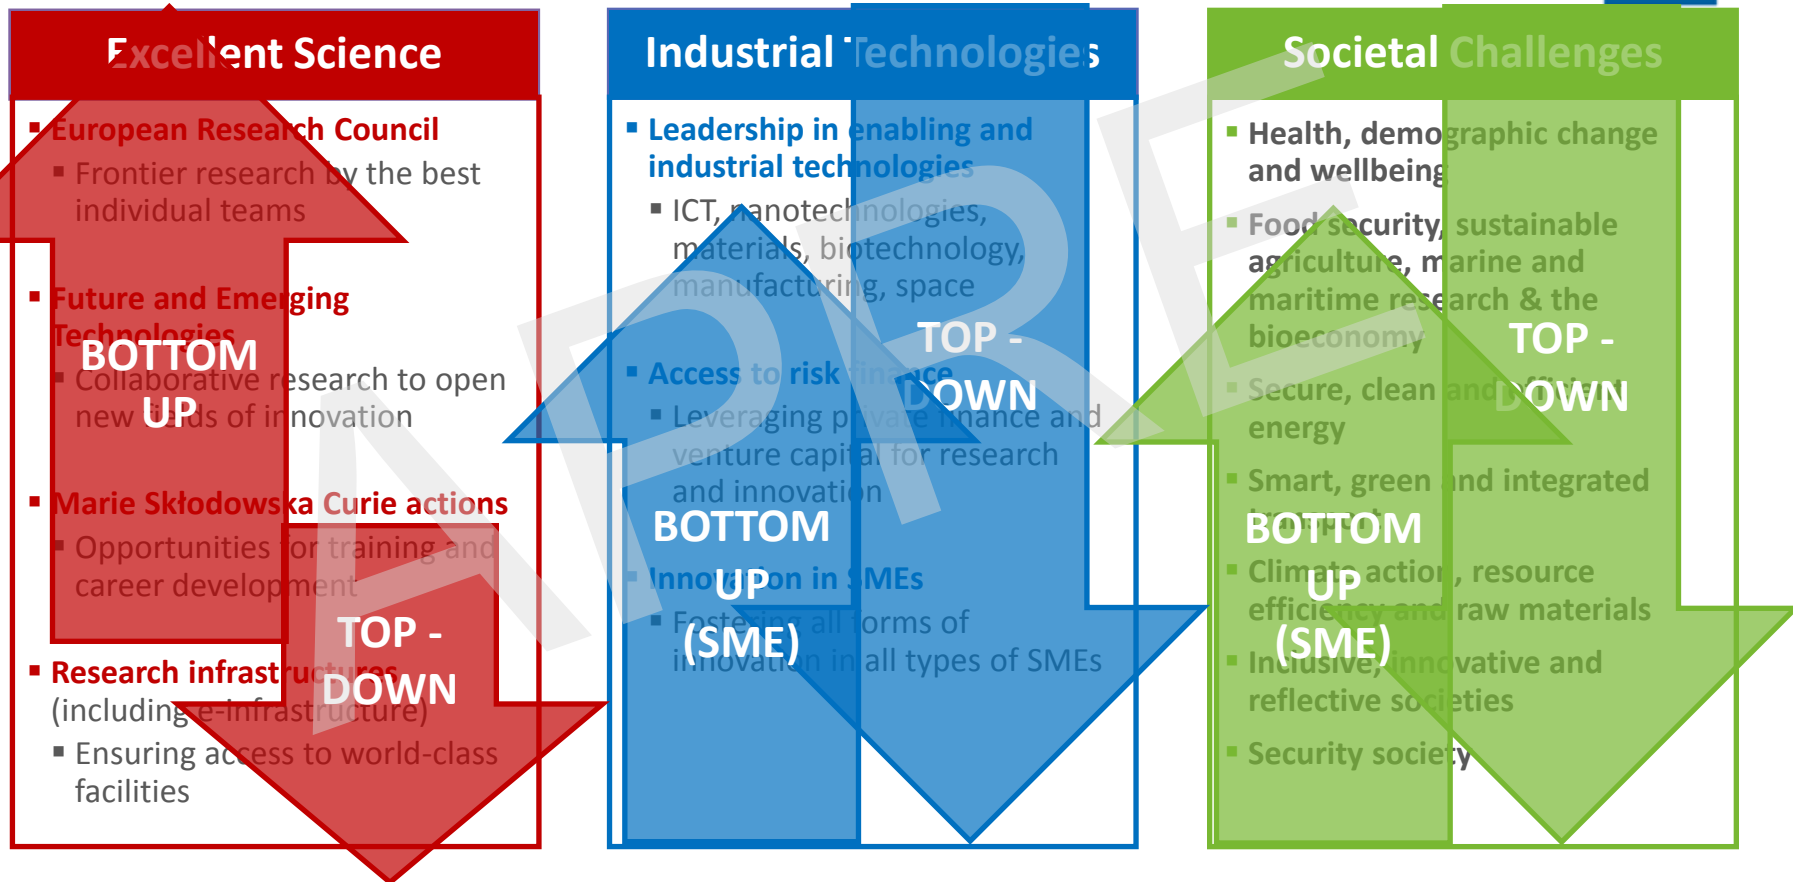 Excellent Science
▪ European Research Council
▪ Frontier research by the best
individual teams
▪ Future and Emerging
Technologies
▪ Collaborative research to open
new fields of innovation
▪ Marie Skłodowska Curie actions
▪ Opportunities for training and
career development
▪ Research infrastructures
(including e-infrastructure)
▪ Ensuring access to world-class
facilities
BOTTOM
UP
TOP -
DOWN
Industrial Technologies
▪ Leadership in enabling and
industrial technologies
▪ ICT, nanotechnologies,
materials, biotechnology,
manufacturing, space
▪ Access to risk finance
▪ Leveraging private finance and
venture capital for research
and innovation
▪ Innovation in SMEs
▪ Fostering all forms of
innovation in all types of SMEs
TOP -
DOWN
BOTTOM
UP
(SME)
Societal Challenges
▪ Health, demographic change
and wellbeing
▪ Food security, sustainable
agriculture, marine and
maritime research & the
bioeconomy
▪ Secure, clean and efficient
energy
▪ Smart, green and integrated
transport
▪ Climate action, resource
efficiency and raw materials
▪ Inclusive, innovative and
reflective societies
▪ Security society
TOP -
DOWN
BOTTOM
UP
(SME)
APRE